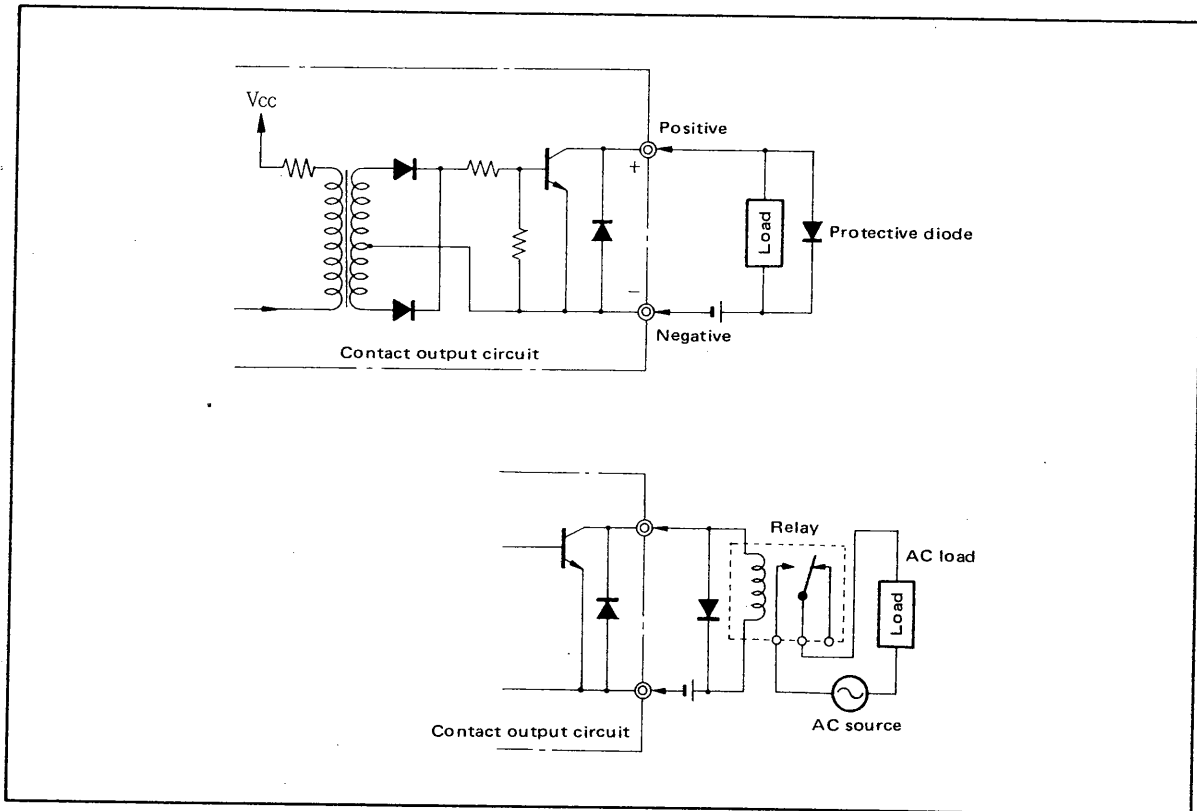 Vcc
Positive
+
Load
Protective diode
−
Negative
Contact output circuit
Relay
AC load
Load
AC source
Contact output circuit